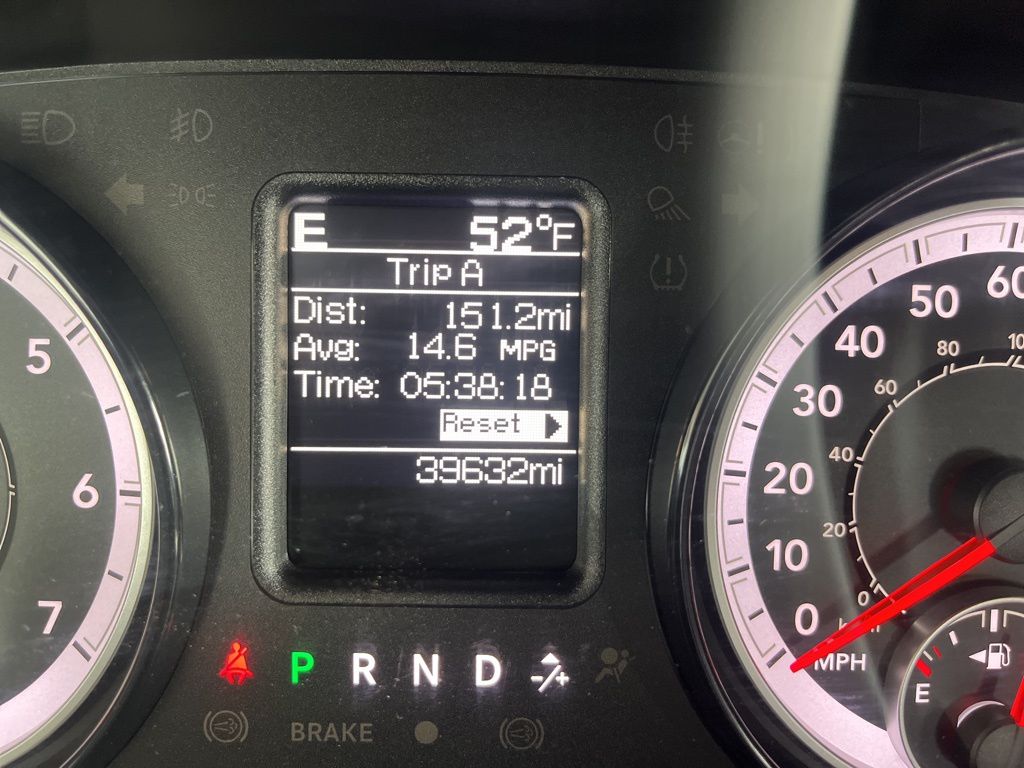 E 52°F
Trip A
Dist: 151.2mi
Avg: 14.6 MPG
Time: 05:38:18
Reset
39632mi
5
6
7
60
50
40
30
20
10
0
MPH
80
60
40
20
0
E
P R N D -/+
BRAKE